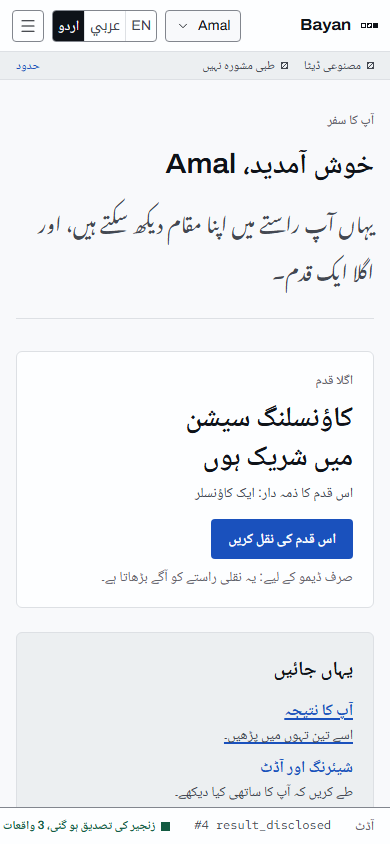 Bayan
Amal
EN عربي اردو
مصنوعی ڈیٹا طبی مشورہ نہیں حدود
آپ کا سفر
خوش آمدید، Amal
یہاں آپ راستے میں اپنا مقام دیکھ سکتے ہیں، اور
اگلا ایک قدم۔
اگلا قدم
کاؤنسلنگ سیشن
میں شریک ہوں
اس قدم کا ذمہ دار: ایک کاؤنسلر
اس قدم کی نقل کریں
صرف ڈیمو کے لیے: یہ نقلی راستے کو آگے بڑھاتا ہے۔
یہاں جائیں
آپ کا نتیجہ
اسے تین تہوں میں پڑھیں۔
شیئرنگ اور آڈٹ
طے کریں کہ آپ کا ساتھی کیا دیکھے۔
آڈٹ #4 result_disclosed زنجیر کی تصدیق ہو گئی، 3 واقعات